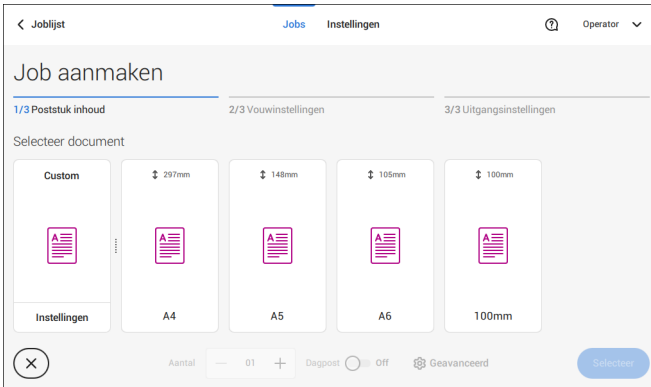 Joblijst Jobs Instellingen Operator
Job aanmaken
1/3 Poststuk inhoud 2/3 Vouwinstellingen 3/3 Uitgangsinstellingen
Selecteer document
Custom 297mm 148mm 105mm 100mm
A A A A A
Instellingen A4 A5 A6 100mm
Aantal 01 Dagpost Off Geavanceerd Selecteer